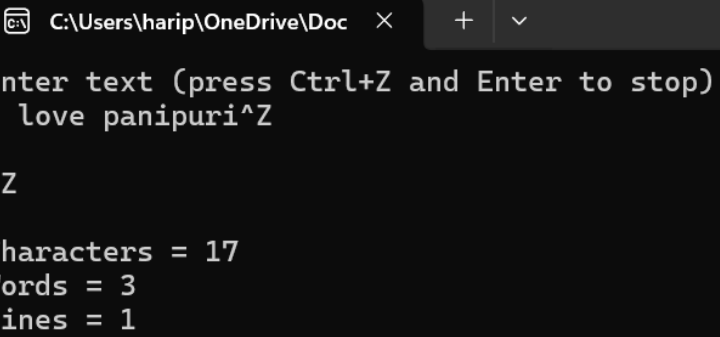 C:\Users\harip\OneDrive\Doc
nter text (press Ctrl+Z and Enter to stop)
love panipuri^Z
Z
haracters = 17
ords = 3
ines = 1